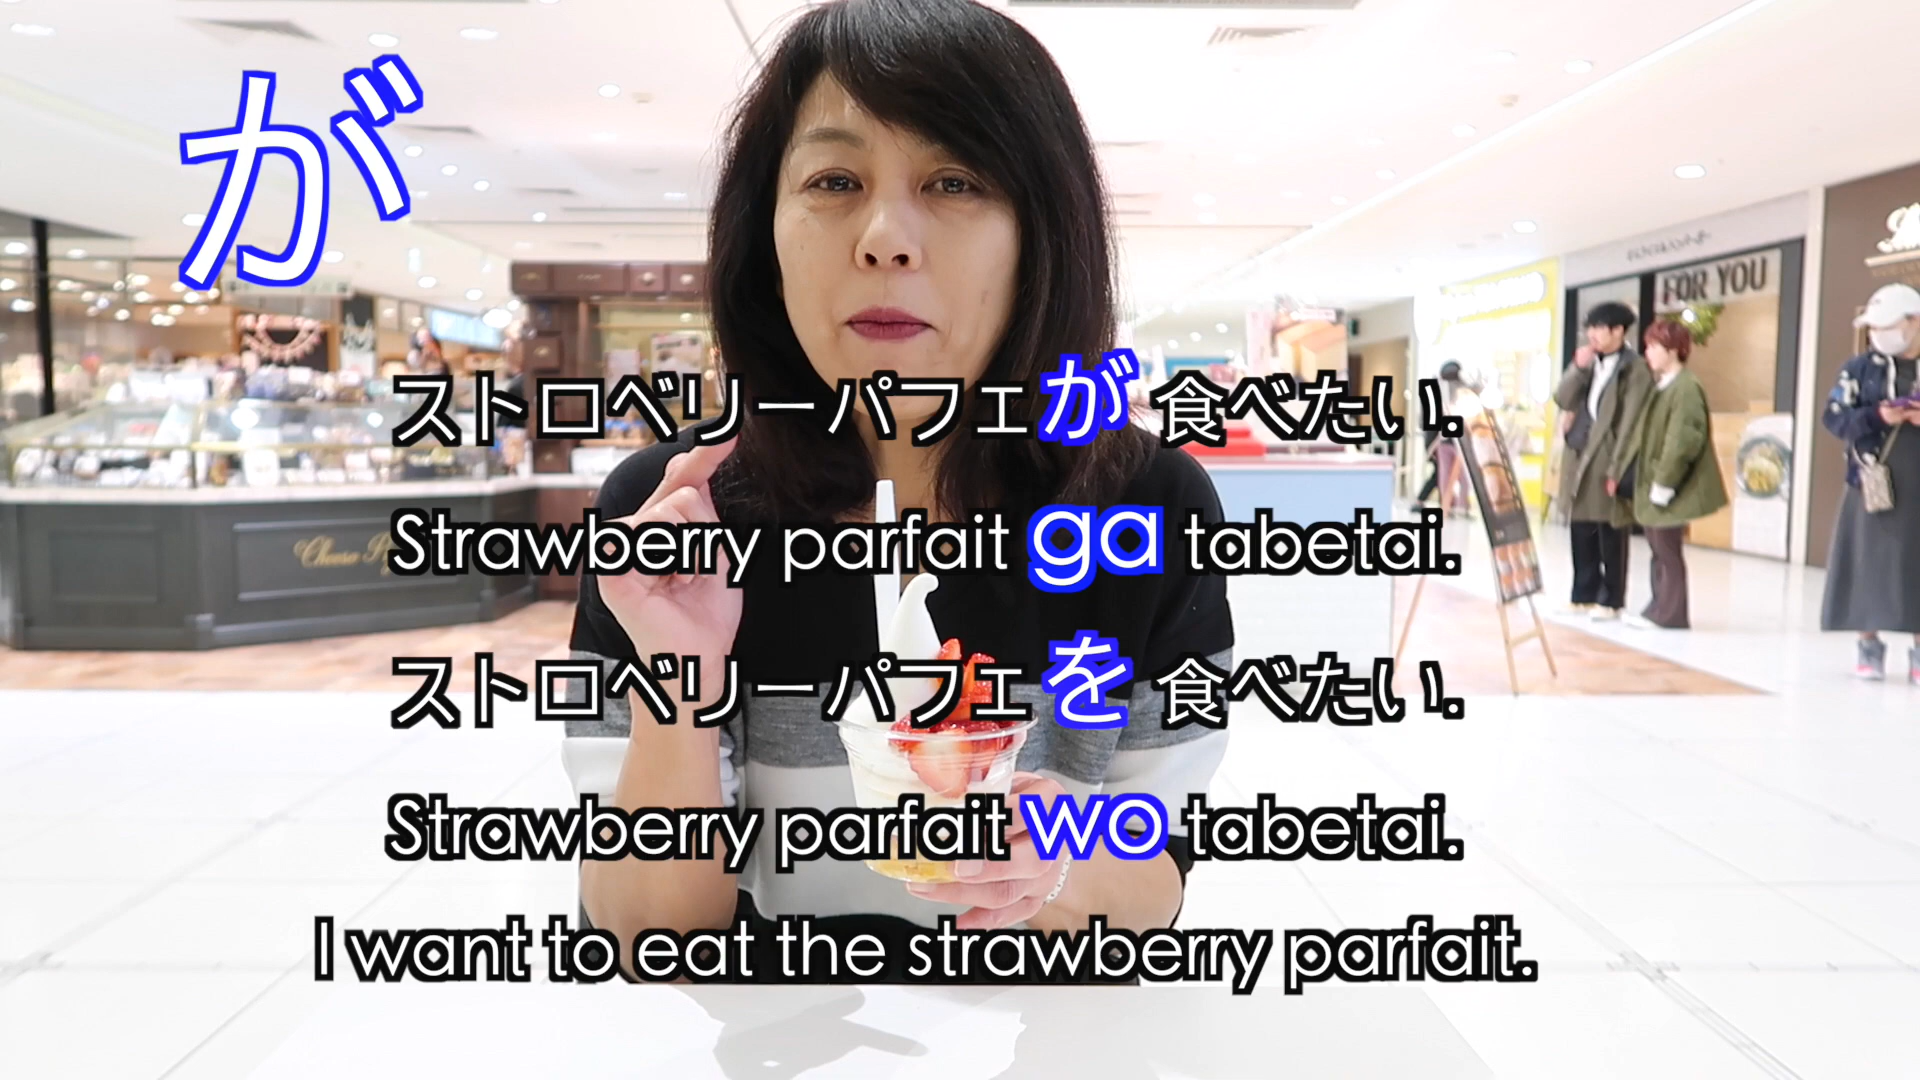 が
ストロベリーパフェが 食べたい.
Strawberry parfait ga tabetai.
ストロベリーパフェを 食べたい.
Strawberry parfait wo tabetai.
I want to eat the strawberry parfait.
FOR YOU
Cheese